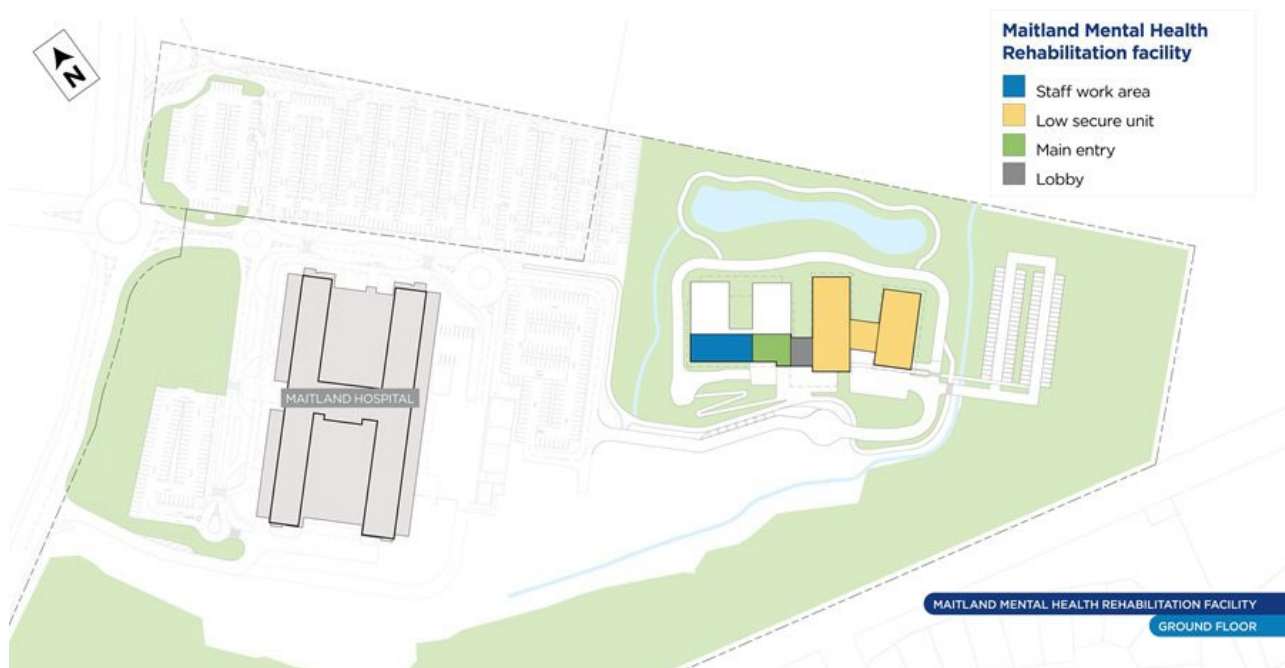 N
Maitland Mental Health
Rehabilitation facility
Staff work area
Low secure unit
Main entry
Lobby
MAITLAND HOSPITAL
MAITLAND MENTAL HEALTH REHABILITATION FACILITY
GROUND FLOOR